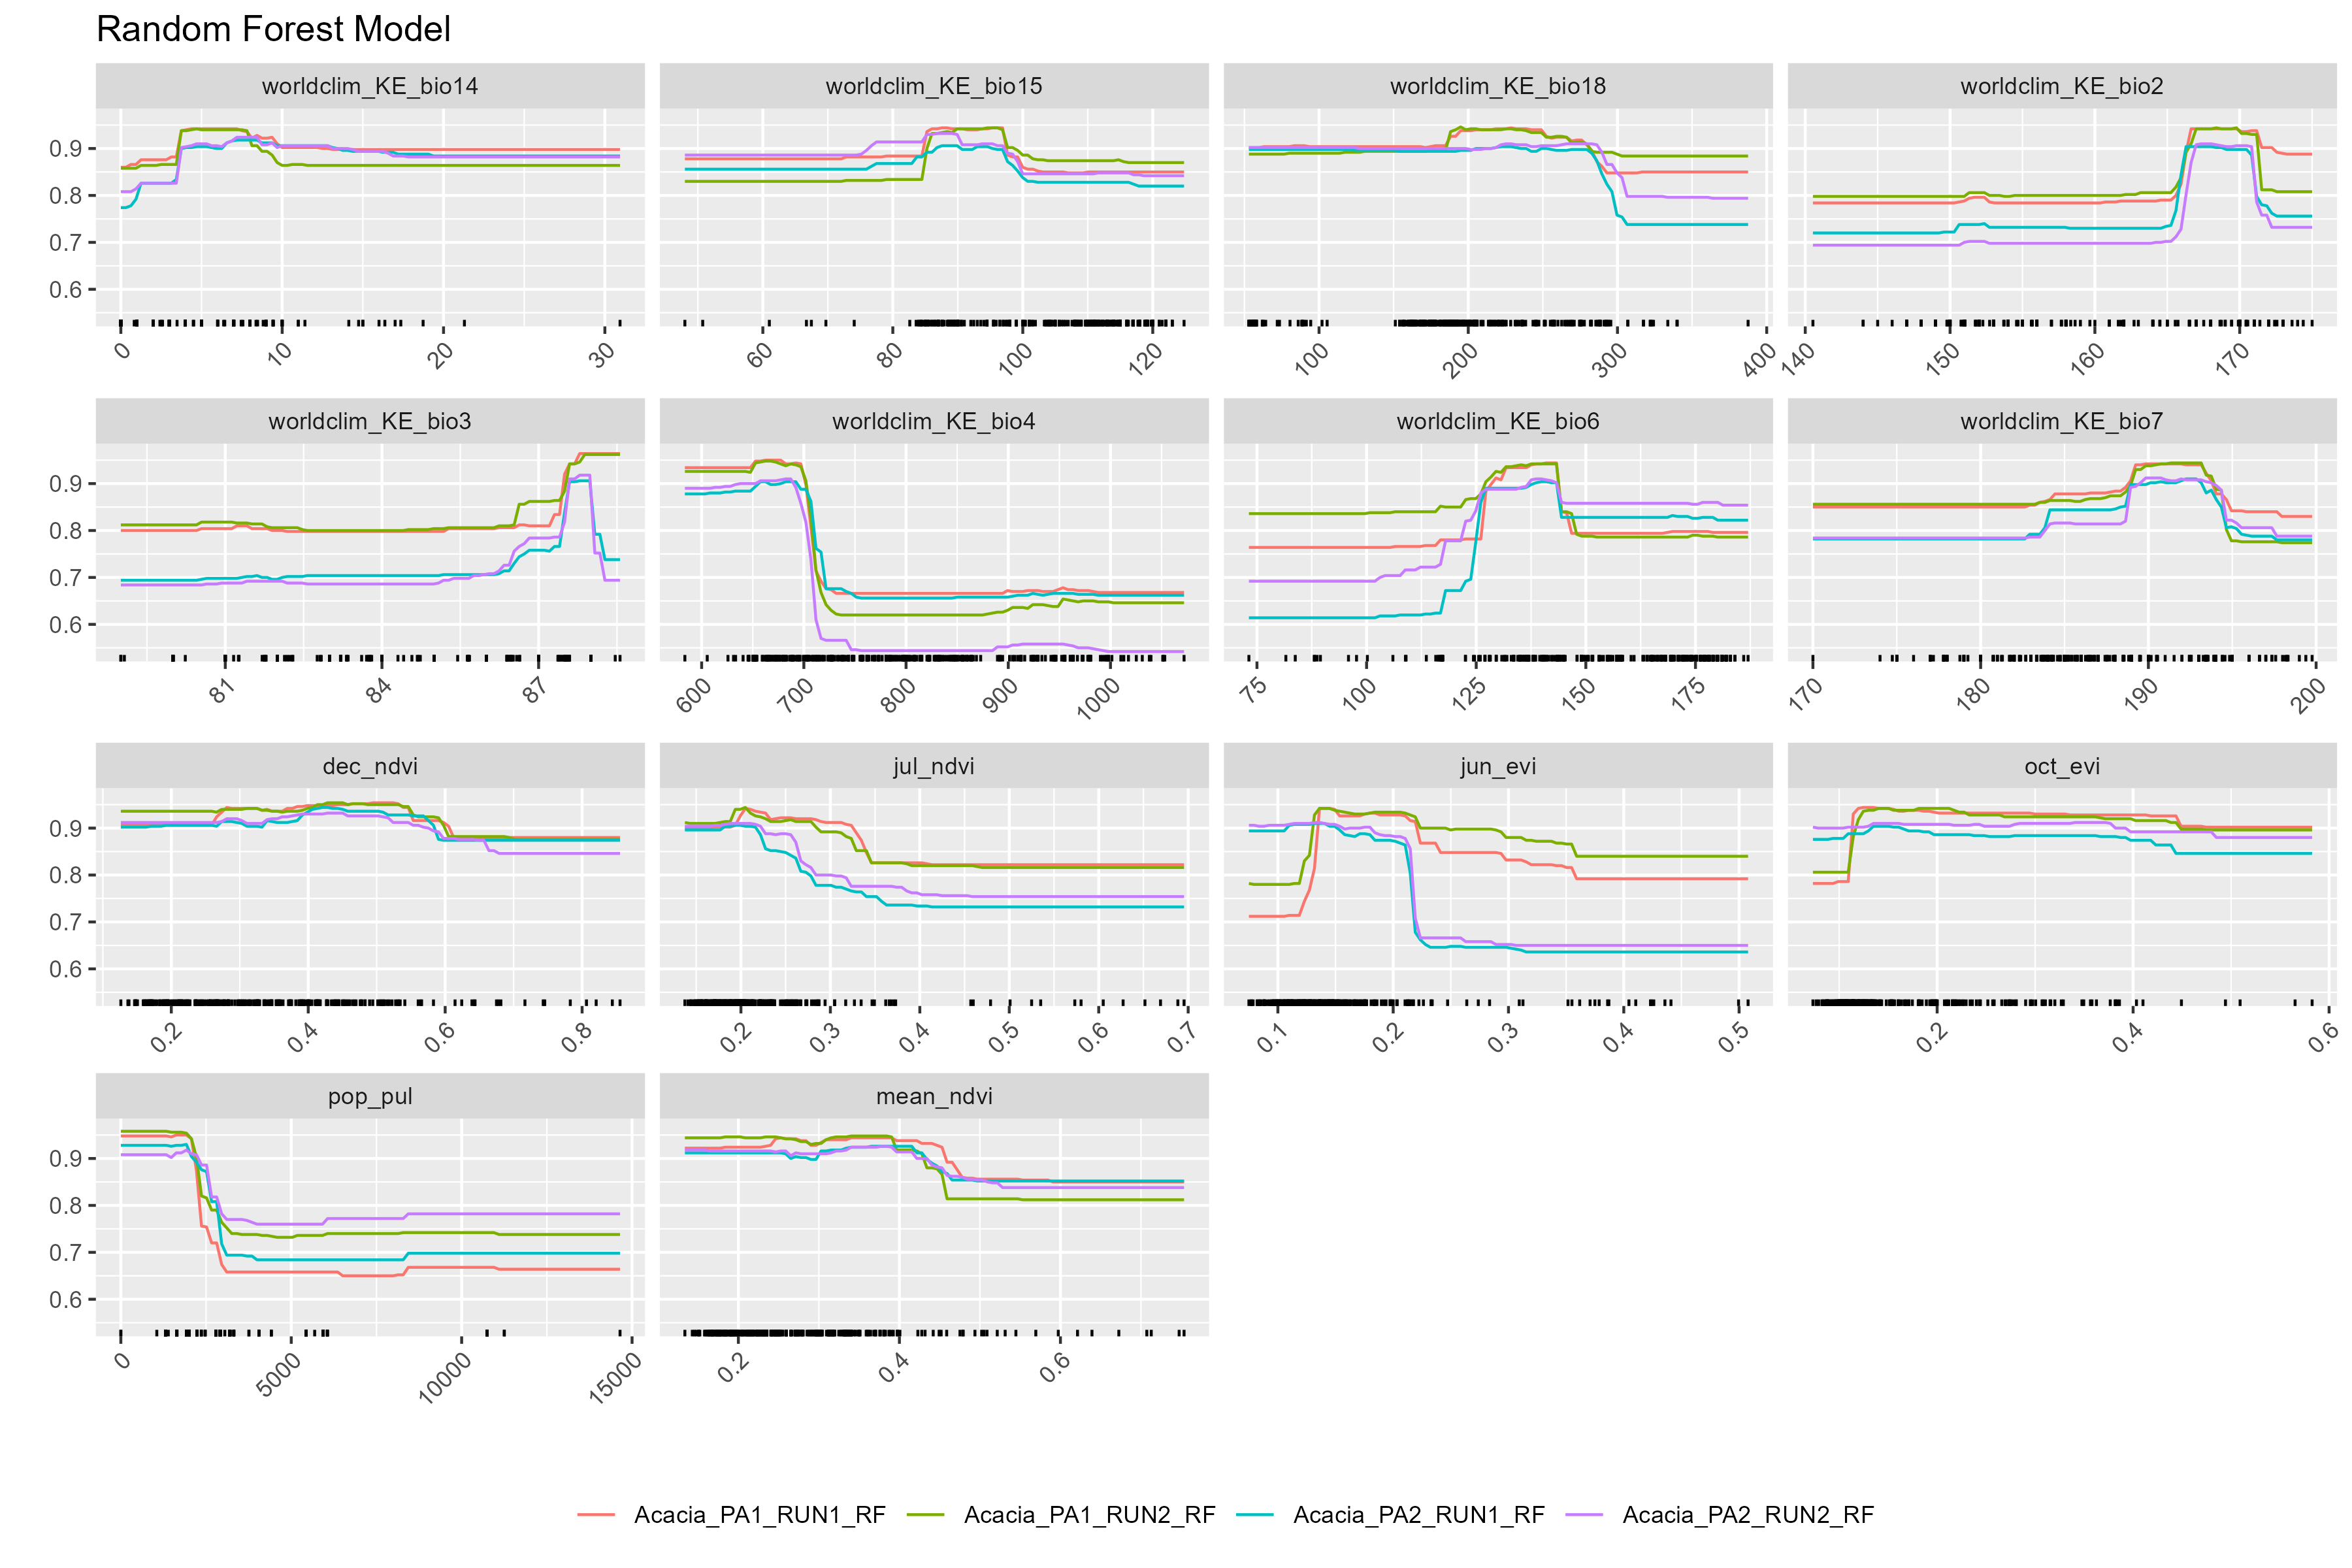 Random Forest Model
worldclim_KE_bio14 worldclim_KE_bio15 worldclim_KE_bio18 worldclim_KE_bio2
0.9
0.8
0.7
0.6
0 10 20 30 60 80 100 120 100 200 300 400 140 150 160 170
worldclim_KE_bio3 worldclim_KE_bio4 worldclim_KE_bio6 worldclim_KE_bio7
0.9
0.8
0.7
0.6
81 84 87 600 700 800 900 1000 75 100 125 150 175 170 180 190 200
dec_ndvi jul_ndvi jun_evi oct_evi
0.9
0.8
0.7
0.6
0.2 0.4 0.6 0.8 0.2 0.3 0.4 0.5 0.6 0.7 0.1 0.2 0.3 0.4 0.5 0.2 0.4 0.6
pop_pul mean_ndvi
0.9
0.8
0.7
0.6
0 5000 10000 15000 0.2 0.4 0.6
Acacia_PA1_RUN1_RF Acacia_PA1_RUN2_RF Acacia_PA2_RUN1_RF Acacia_PA2_RUN2_RF